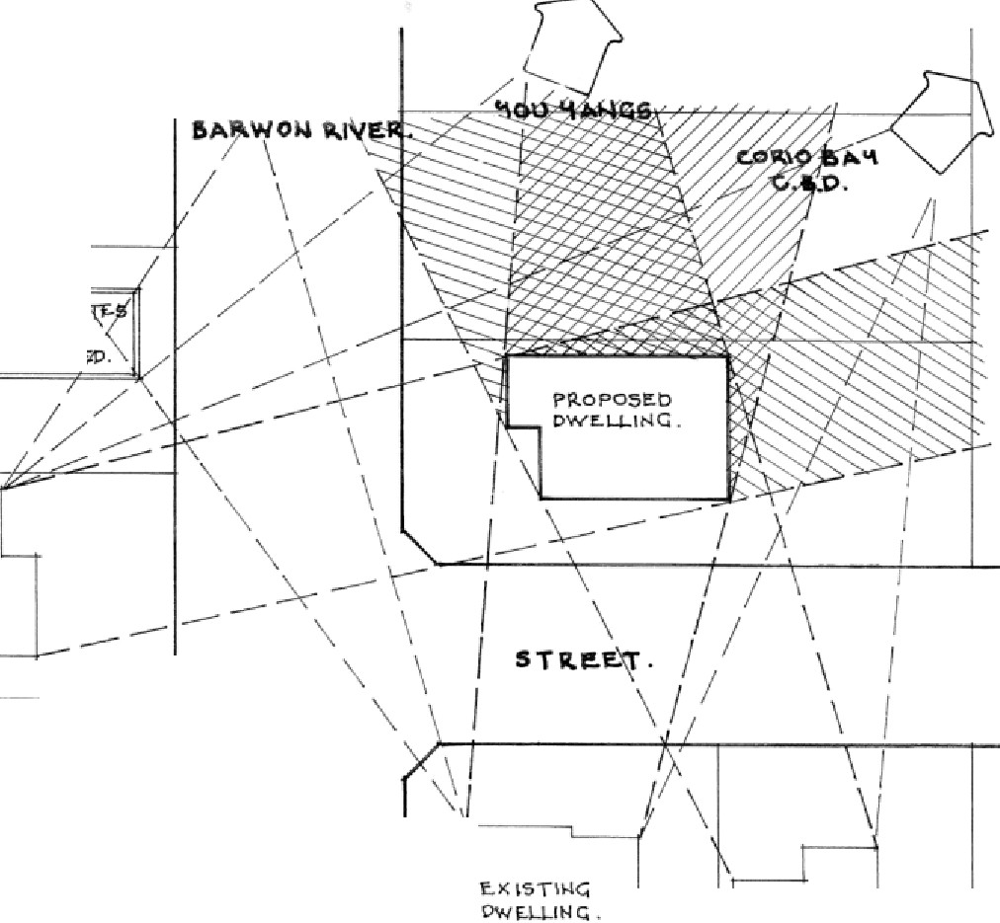 YOU YANGS
BARWON RIVER.
CORIO BAY
C.B.D.
PROPOSED
DWELLING.
STREET.
EXISTING
DWELLING.